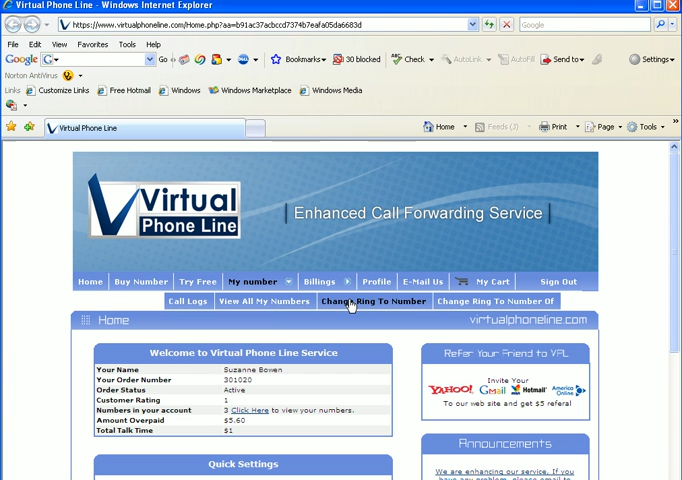 Virtual Phone Line - Windows Internet Explorer
https://www.virtualphoneline.com/Home.php?aa=b91ac37acbccd7374b7eafa05da6683d
Google
File Edit View Favorites Tools Help
Google G Go Bookmarks 30 blocked Check AutoLink AutoFill Send to Settings
Norton AntiVirus
Links Customize Links Free Hotmail Windows Windows Marketplace Windows Media
Virtual Phone Line Home Feeds (J) Print Page Tools
Virtual
Phone Line
| Enhanced Call Forwarding Service |
Home Buy Number Try Free My number Billings Profile E-Mail Us My Cart Sign Out
Call Logs View All My Numbers Change Ring To Number Change Ring To Number Of
Home virtualphoneline.com
Welcome to Virtual Phone Line Service
Your Name Suzanne Bowen
Your Order Number 301020
Order Status Active
Customer Rating 1
Numbers in your account 3 Click Here to view your numbers.
Amount Overpaid $5.60
Total Talk Time $1
Quick Settings
Refer Your Friend to VPL
Invite Your
YAHOO! Gmail Hotmail America Online
To our web site and get $5 referal
Announcements
We are enhancing our service. If you
have any problem, please email to